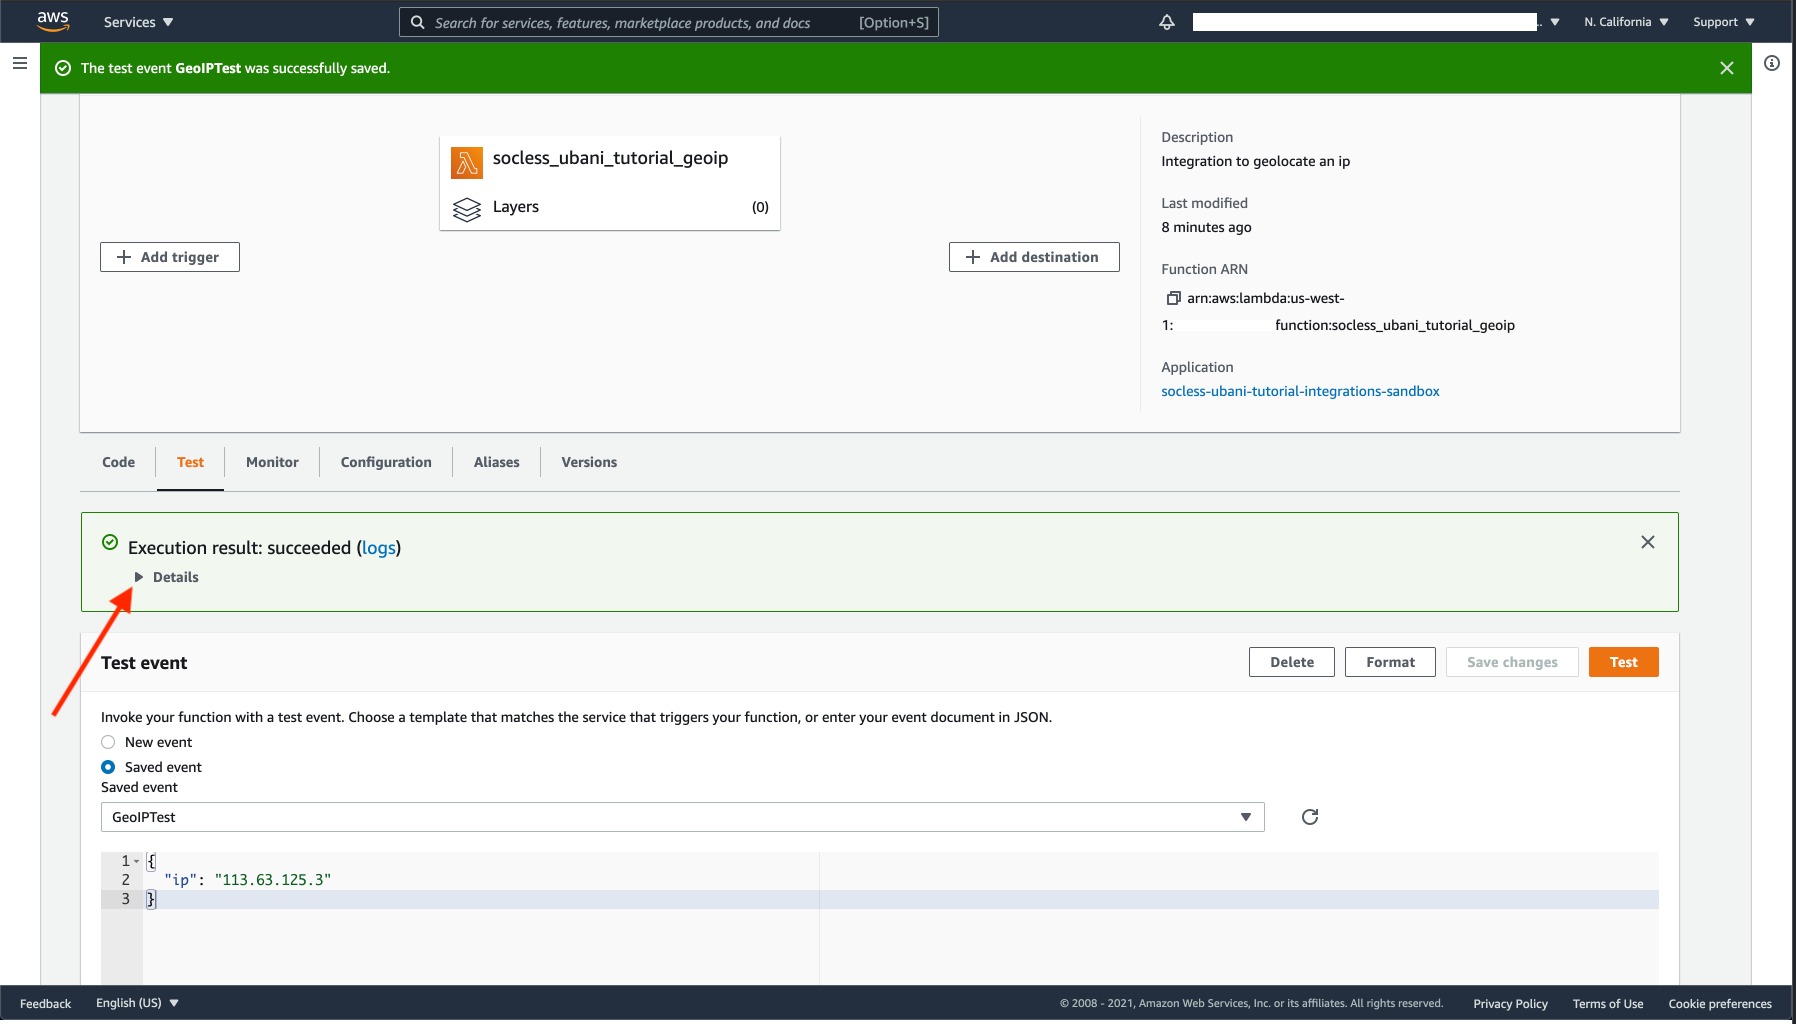 aws
Services
Search for services, features, marketplace products, and docs
[Option+S]
N. California
Support
The test event GeoIPTest was successfully saved.
socless_ubani_tutorial_geoip
Layers
(0)
Add trigger
Add destination
Description
Integration to geolocate an ip
Last modified
8 minutes ago
Function ARN
arn:aws:lambda:us-west-
1: function:socless_ubani_tutorial_geoip
Application
socless-ubani-tutorial-integrations-sandbox
Code
Test
Monitor
Configuration
Aliases
Versions
Execution result: succeeded (logs)
Details
Test event
Delete
Format
Save changes
Test
Invoke your function with a test event. Choose a template that matches the service that triggers your function, or enter your event document in JSON.
New event
Saved event
Saved event
GeoIPTest
1 {
2 "ip": "113.63.125.3"
3 }
Feedback
English (US)
© 2008 - 2021, Amazon Web Services, Inc. or its affiliates. All rights reserved.
Privacy Policy
Terms of Use
Cookie preferences